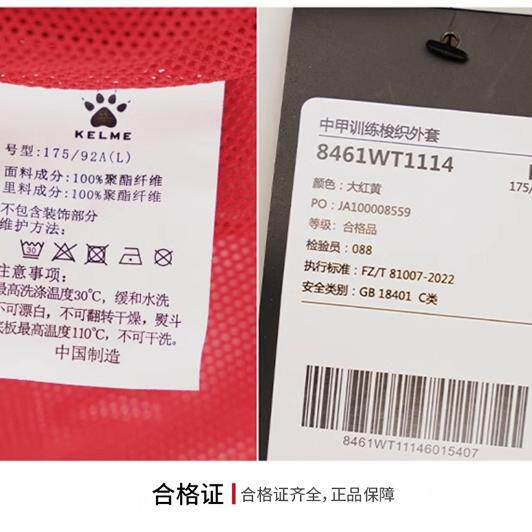 KELME
号型:175/92A(L)
面料成分:100%聚酯纤维
里料成分:100%聚酯纤维
不包含装饰部分
维护方法:
30
注意事项:
最高洗涤温度30℃，缓和水洗
不可漂白，不可翻转干燥，熨斗
底板最高温度110℃，不可干洗。
中国制造
中甲训练梭织外套
8461WT1114
颜色：大红黄
175/
PO：JA100008559
等级：合格品
检验员：088
执行标准：FZ/T 81007-2022
安全类别：GB 18401 C类
8461WT11146015407
合格证
合格证齐全，正品保障